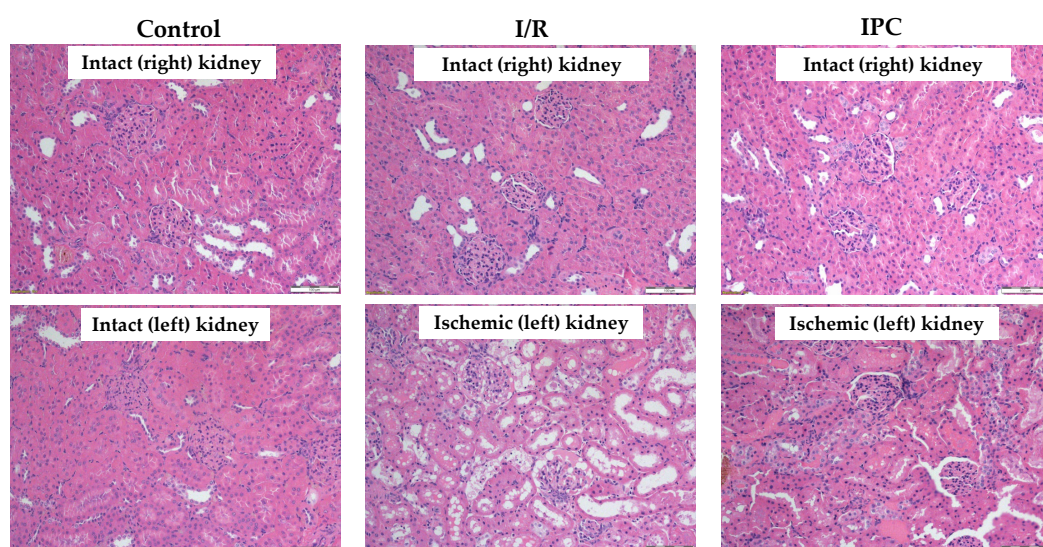 Control
I/R
IPC
Intact (right) kidney
Intact (right) kidney
Intact (right) kidney
Intact (left) kidney
Ischemic (left) kidney
Ischemic (left) kidney